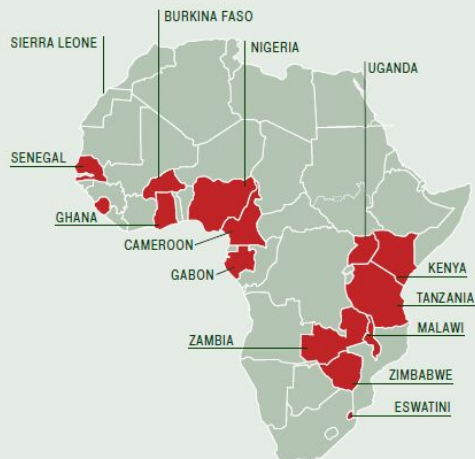 BURKINA FASO
SIERRA LEONE
NIGERIA
UGANDA
SENEGAL
GHANA
CAMEROON
GABON
KENYA
TANZANIA
MALAWI
ZAMBIA
ZIMBABWE
ESWATINI